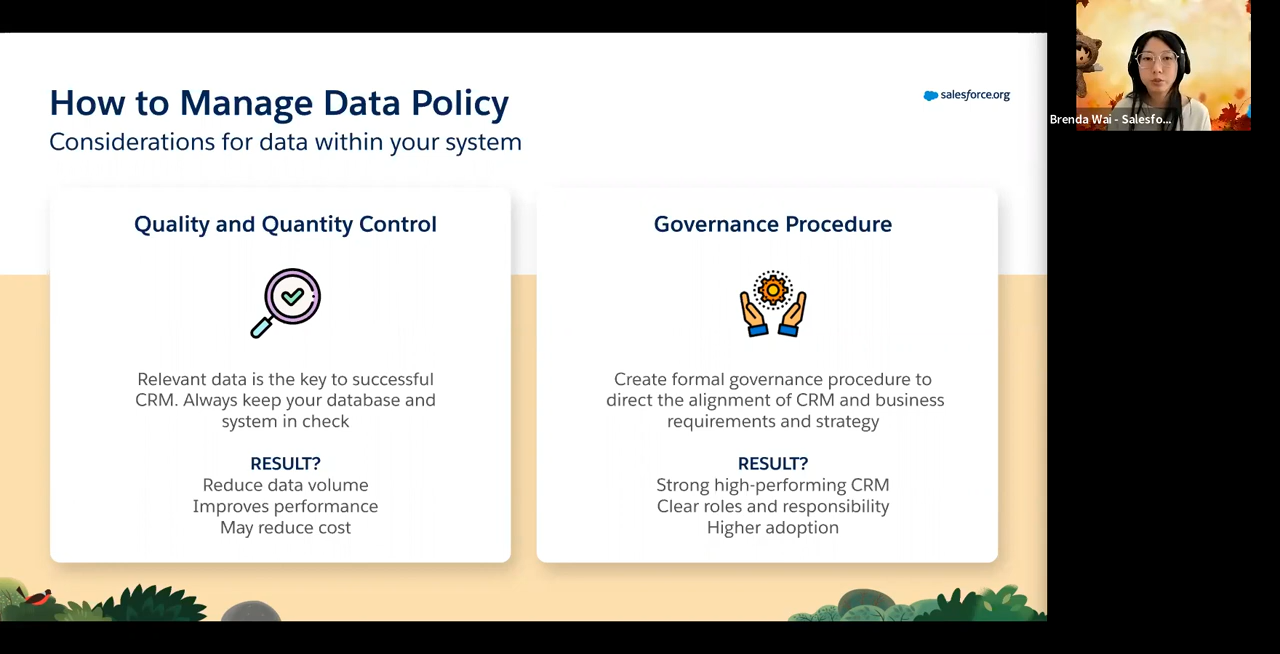 How to Manage Data Policy
Considerations for data within your system
salesforce.org
Brenda Wai - Salesfo...
Quality and Quantity Control
Relevant data is the key to successful
CRM. Always keep your database and
system in check
RESULT?
Reduce data volume
Improves performance
May reduce cost
Governance Procedure
Create formal governance procedure to
direct the alignment of CRM and business
requirements and strategy
RESULT?
Strong high-performing CRM
Clear roles and responsibility
Higher adoption